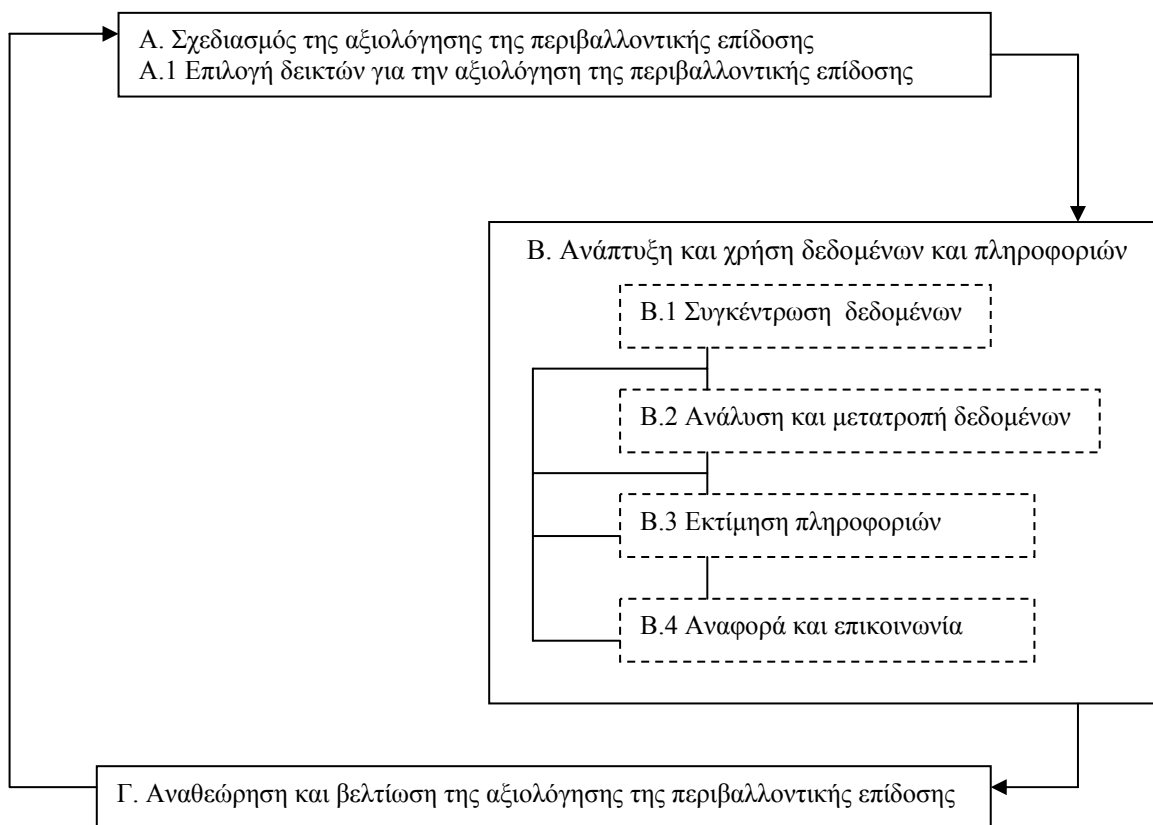 Α. Σχεδιασμός της αξιολόγησης της περιβαλλοντικής επίδοσης
Α.1 Επιλογή δεικτών για την αξιολόγηση της περιβαλλοντικής επίδοσης
Β. Ανάπτυξη και χρήση δεδομένων και πληροφοριών
Β.1 Συγκέντρωση δεδομένων
Β.2 Ανάλυση και μετατροπή δεδομένων
Β.3 Εκτίμηση πληροφοριών
Β.4 Αναφορά και επικοινωνία
Γ. Αναθεώρηση και βελτίωση της αξιολόγησης της περιβαλλοντικής επίδοσης